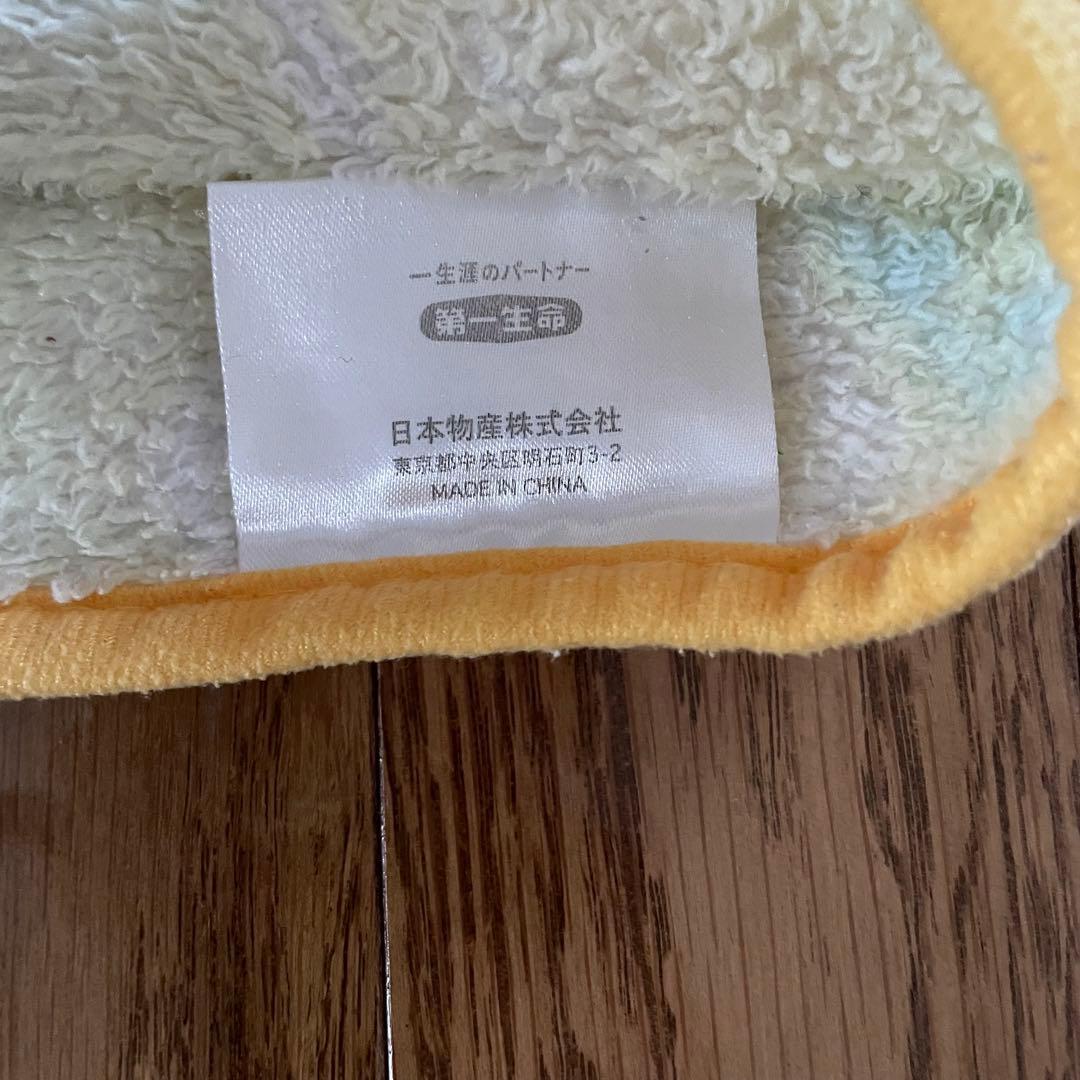 一生涯のパートナー
第一生命
日本物産株式会社
東京都中央区明石町3-2
MADE IN CHINA